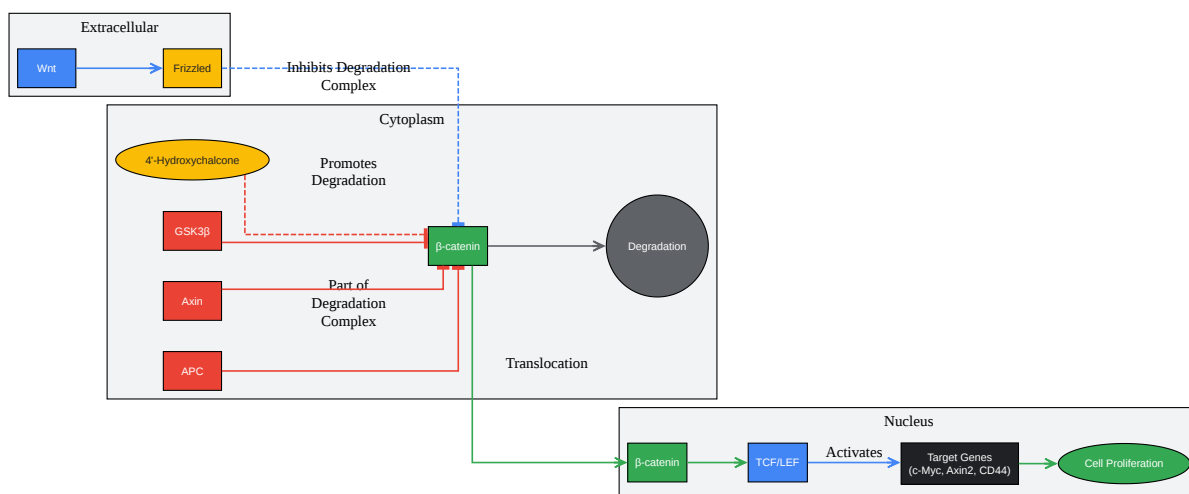 Extracellular
Wnt
Frizzled
Inhibits Degradation
Complex
Cytoplasm
4'-Hydroxychalcone
Promotes
Degradation
GSK3β
β-catenin
Degradation
Axin
Part of
Degradation
Complex
APC
Translocation
Nucleus
β-catenin
TCF/LEF
Activates
Target Genes
(c-Myc, Axin2, CD44)
Cell Proliferation